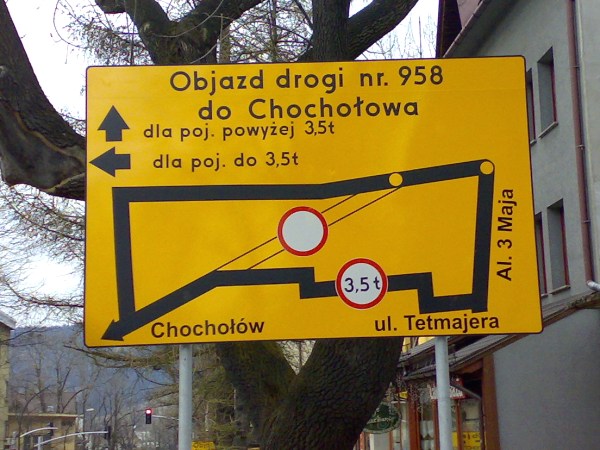 Objazd drogi nr. 958
do Chochołowa
dla poj. powyżej 3,5t
dla poj. do 3,5t
Al. 3 Maja
3,5 t
Chochołów
ul. Tetmajera